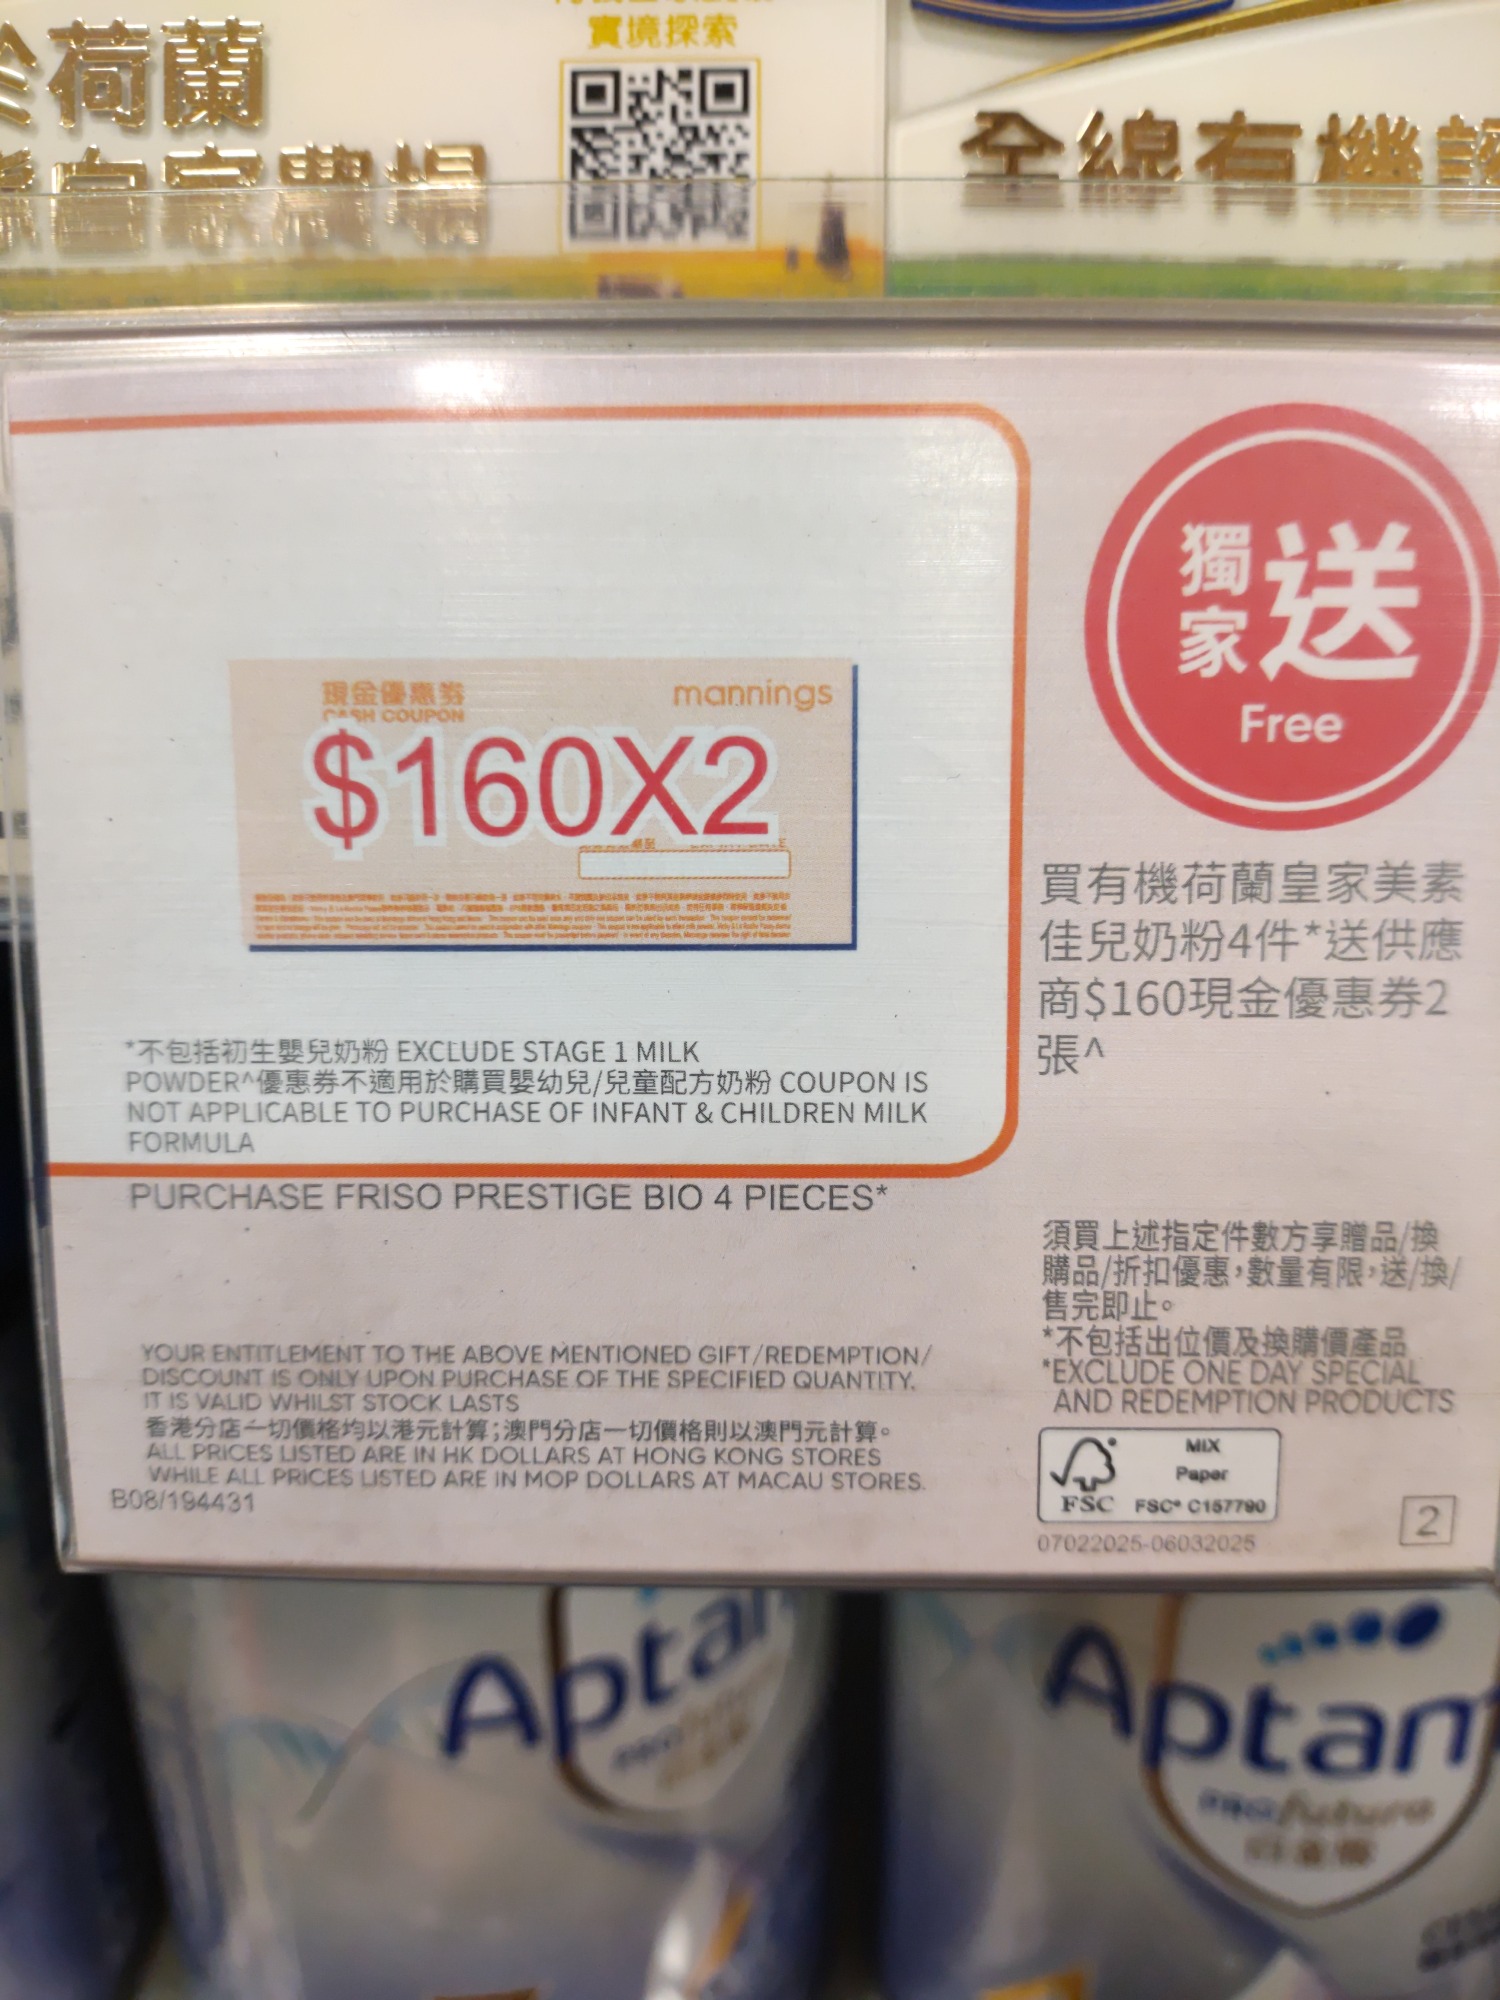 實境探索
荷蘭
全線有機
獨家送
Free
現金優惠券
CASH COUPON
mannings
$160X2
*不包括初生嬰兒奶粉 EXCLUDE STAGE 1 MILK
POWDER^優惠券不適用於購買嬰幼兒/兒童配方奶粉 COUPON IS
NOT APPLICABLE TO PURCHASE OF INFANT & CHILDREN MILK
FORMULA
PURCHASE FRISO PRESTIGE BIO 4 PIECES*
買有機荷蘭皇家美素
佳兒奶粉4件*送供應
商$160現金優惠券2
張^
須買上述指定件數方享贈品/換
購品/折扣優惠,數量有限,送/換/
售完即止。
*不包括出位價及換購價產品
*EXCLUDE ONE DAY SPECIAL
AND REDEMPTION PRODUCTS
YOUR ENTITLEMENT TO THE ABOVE MENTIONED GIFT/REDEMPTION/
DISCOUNT IS ONLY UPON PURCHASE OF THE SPECIFIED QUANTITY.
IT IS VALID WHILST STOCK LASTS
香港分店一切價格均以港元計算;澳門分店一切價格則以澳門元計算。
ALL PRICES LISTED ARE IN HK DOLLARS AT HONG KONG STORES
WHILE ALL PRICES LISTED ARE IN MOP DOLLARS AT MACAU STORES.
B08/194431
MIX
Paper
FSC
FSC® C157790
07022025-06032025
2
Aptam
Aptam
PROfutura